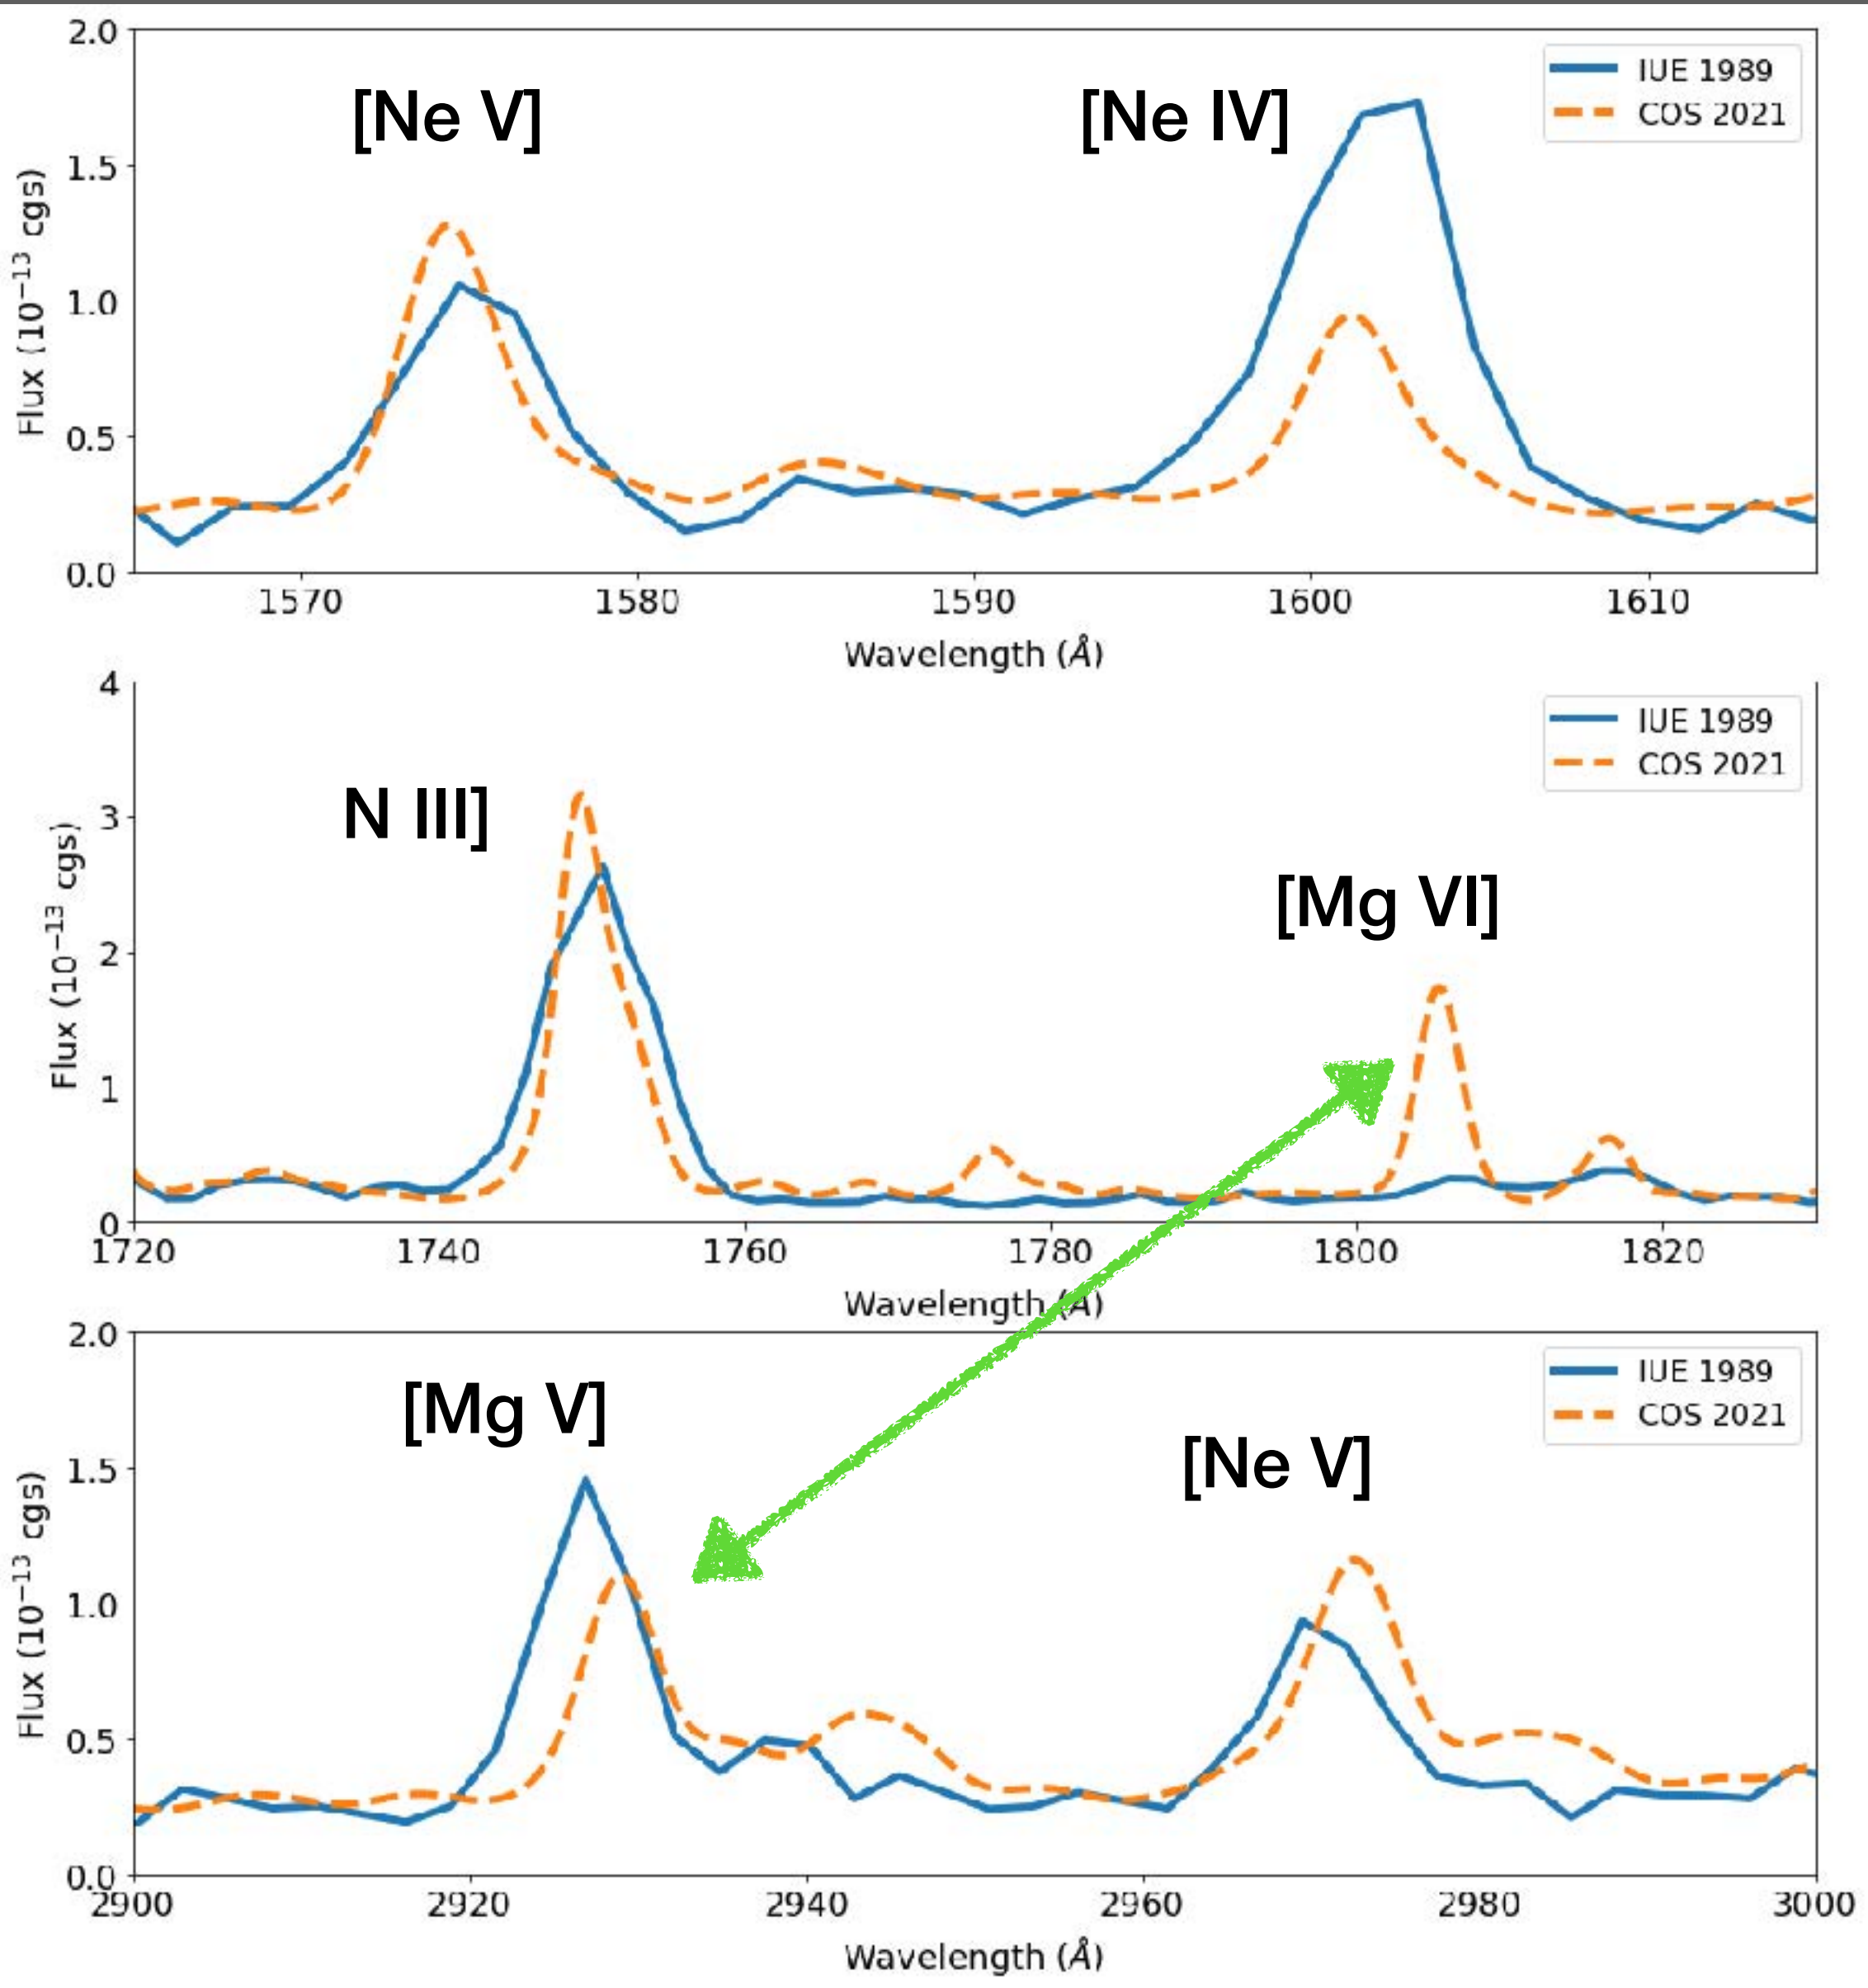 2.0
[Ne V]
[Ne IV]
IUE 1989
COS 2021
1.5
1.0
0.5
0.0
Flux (10⁻¹³ cgs)
1570 1580 1590 1600 1610
Wavelength (Å)
4
IUE 1989
COS 2021
N III]
3
[Mg VI]
2
1
0
Flux (10⁻¹³ cgs)
1720 1740 1760 1780 1800 1820
Wavelength (Å)
2.0
[Mg V]
IUE 1989
COS 2021
[Ne V]
1.5
1.0
0.5
0.0
Flux (10⁻¹³ cgs)
2900 2920 2940 2960 2980 3000
Wavelength (Å)